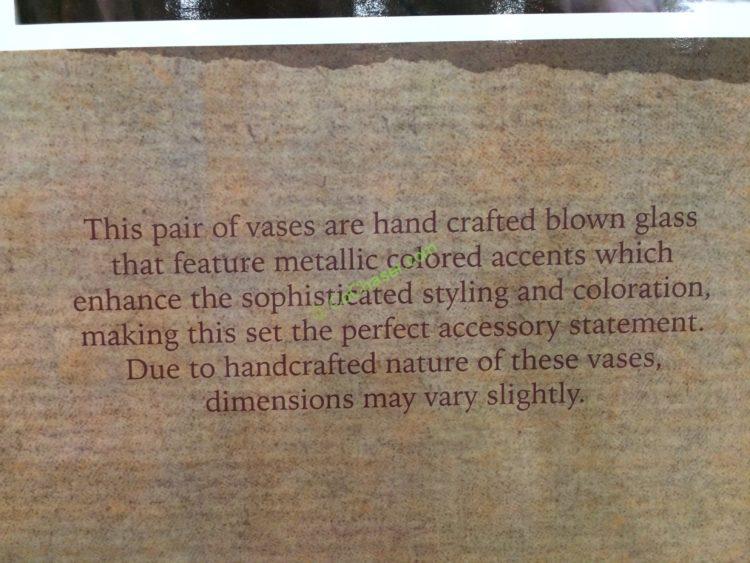 This pair of vases are hand crafted blown glass
that feature metallic colored accents which
enhance the sophisticated styling and coloration,
making this set the perfect accessory statement.
Due to handcrafted nature of these vases,
dimensions may vary slightly.
© CoChaser.com